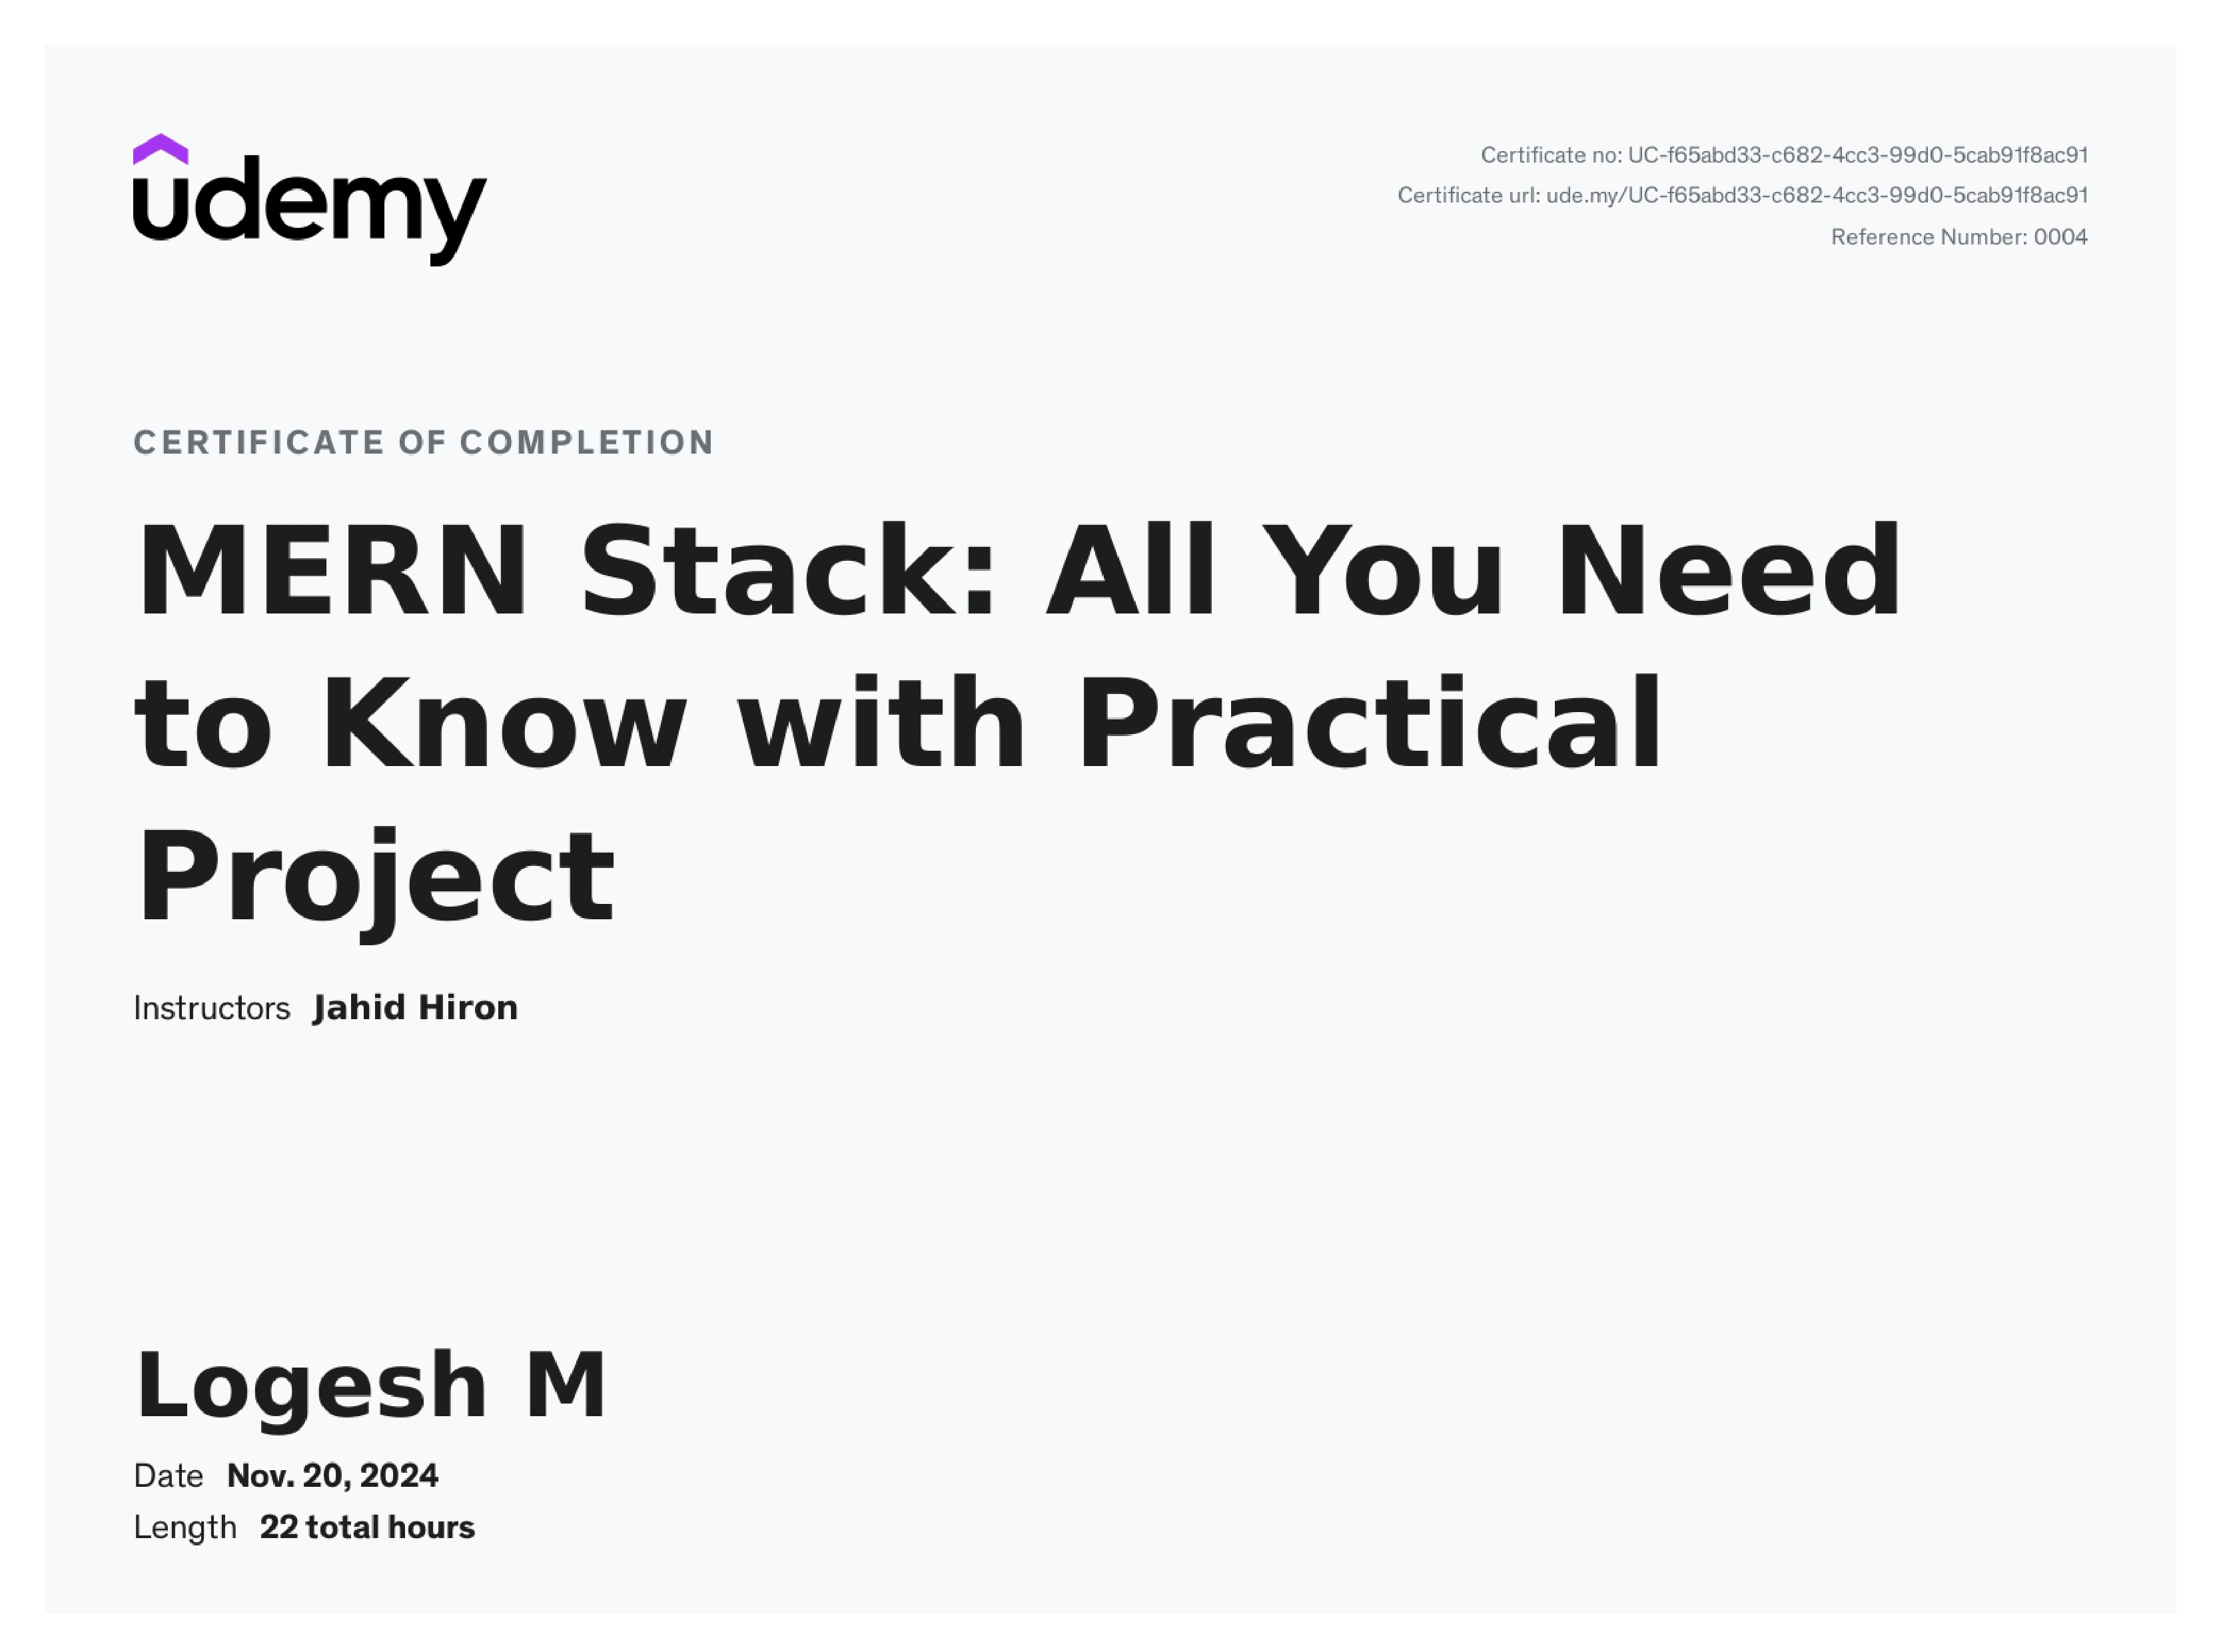 udemy
Certificate no: UC-f65abd33-c682-4cc3-99d0-5cab91f8ac91
Certificate url: ude.my/UC-f65abd33-c682-4cc3-99d0-5cab91f8ac91
Reference Number: 0004
CERTIFICATE OF COMPLETION
MERN Stack: All You Need
to Know with Practical
Project
Instructors Jahid Hiron
Logesh M
Date Nov. 20, 2024
Length 22 total hours